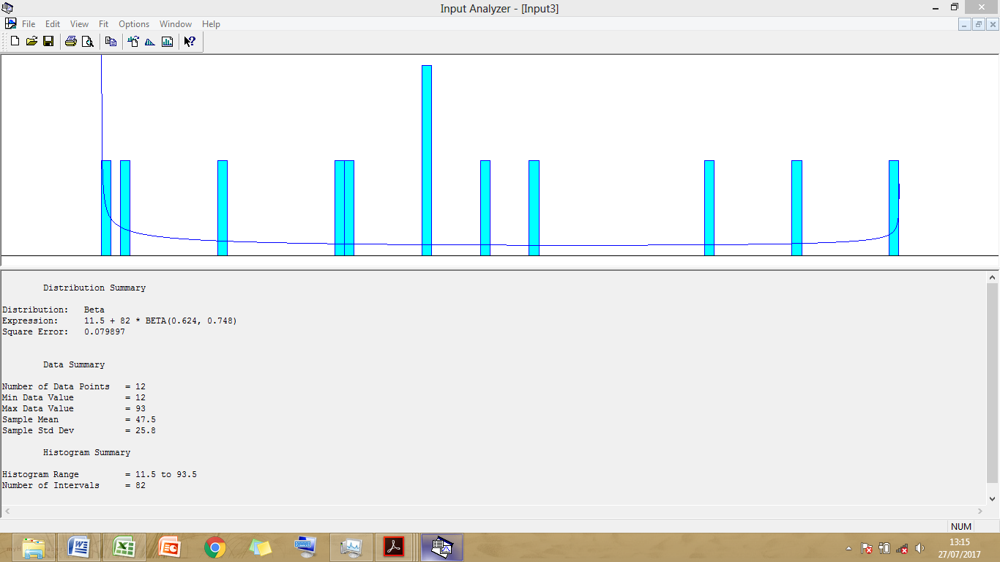 Input Analyzer - [Input3]
File Edit View Fit Options Window Help
Distribution Summary
Distribution: Beta
Expression: 11.5 + 82 * BETA(0.624, 0.748)
Square Error: 0.079897
Data Summary
Number of Data Points = 12
Min Data Value = 12
Max Data Value = 93
Sample Mean = 47.5
Sample Std Dev = 25.8
Histogram Summary
Histogram Range = 11.5 to 93.5
Number of Intervals = 82
NUM
13:15
27/07/2017